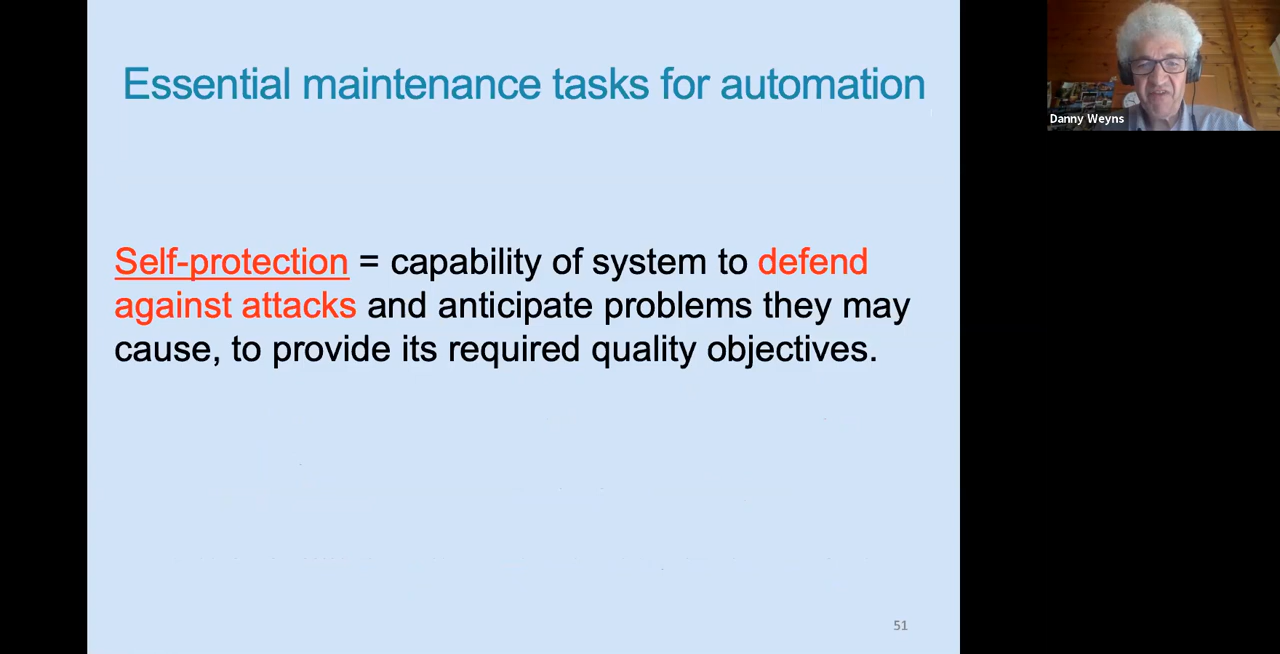 Essential maintenance tasks for automation
Danny Weyns
Self-protection = capability of system to defend
against attacks and anticipate problems they may
cause, to provide its required quality objectives.
51